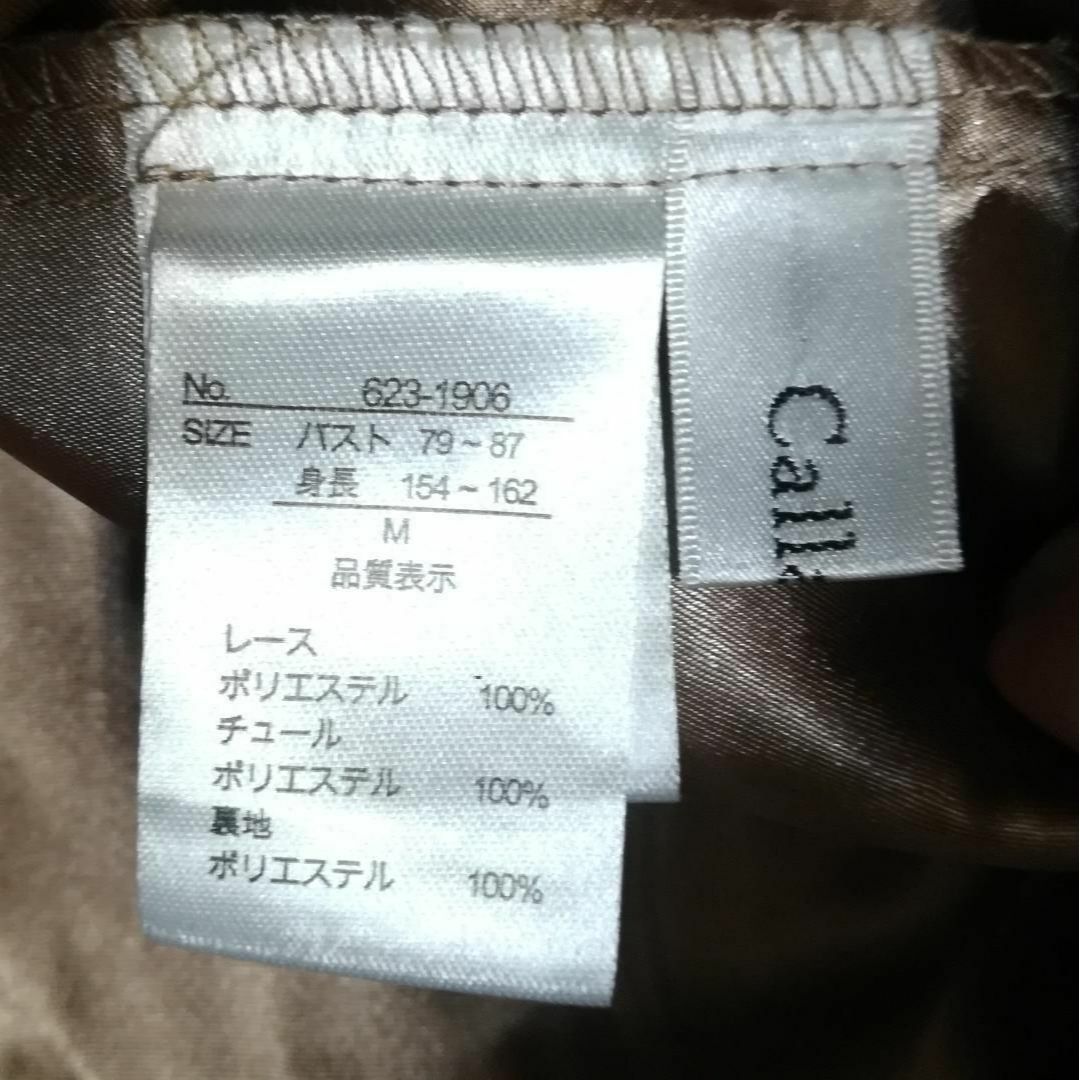 No. 623-1906
SIZE バスト 79~87
身長 154~162
M
品質表示
レース
ポリエステル 100%
チュール
ポリエステル 100%
裏地
ポリエステル 100%